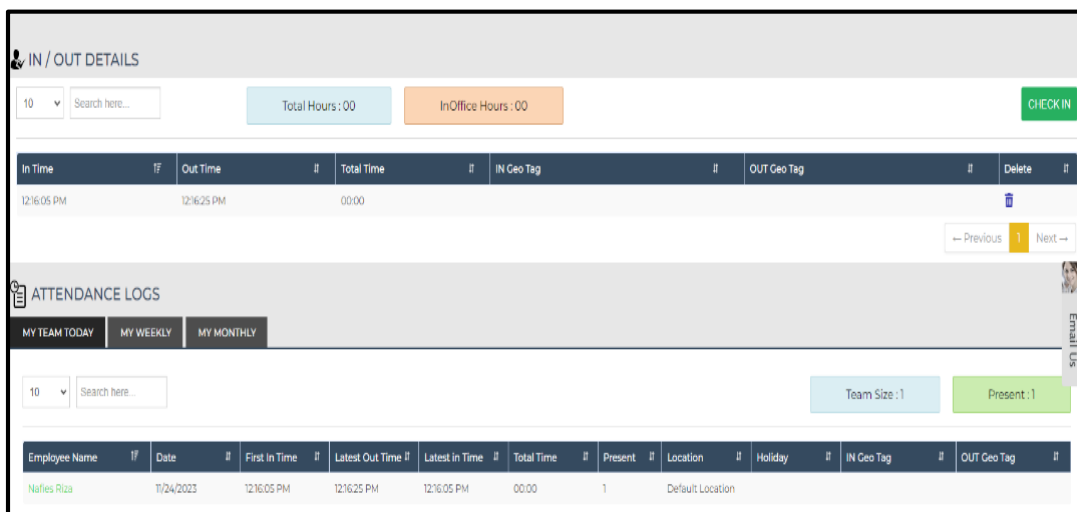 IN / OUT DETAILS
10 Search here... Total Hours : 00 InOffice Hours : 00 CHECK IN
In Time Out Time Total Time IN Geo Tag OUT Geo Tag Delete
12:16:05 PM 12:16:25 PM 00:00
← Previous 1 Next →
ATTENDANCE LOGS
MY TEAM TODAY MY WEEKLY MY MONTHLY
Email Us
10 Search here... Team Size : 1 Present : 1
Employee Name Date First In Time Latest Out Time Latest in Time Total Time Present Location Holiday IN Geo Tag OUT Geo Tag
Nafies Riza 11/24/2023 12:16:05 PM 12:16:25 PM 12:16:05 PM 00:00 1 Default Location